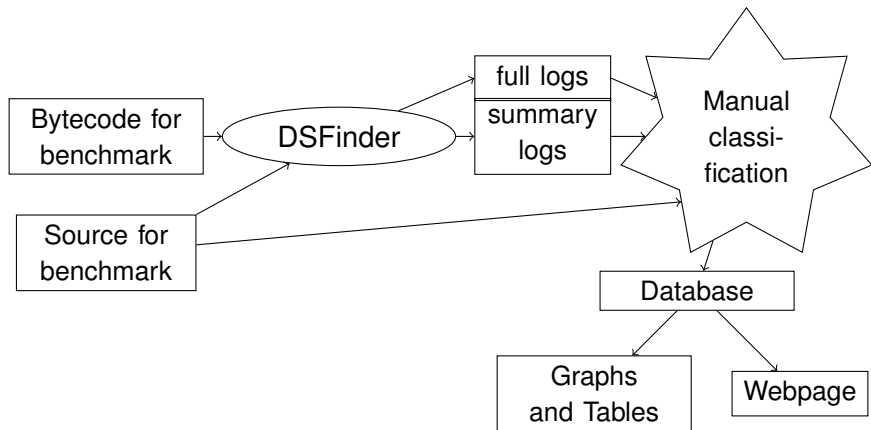 Bytecode for
benchmark
Source for
benchmark
DSFinder
full logs
summary
logs
Manual
classi-
fication
Database
Graphs
and Tables
Webpage